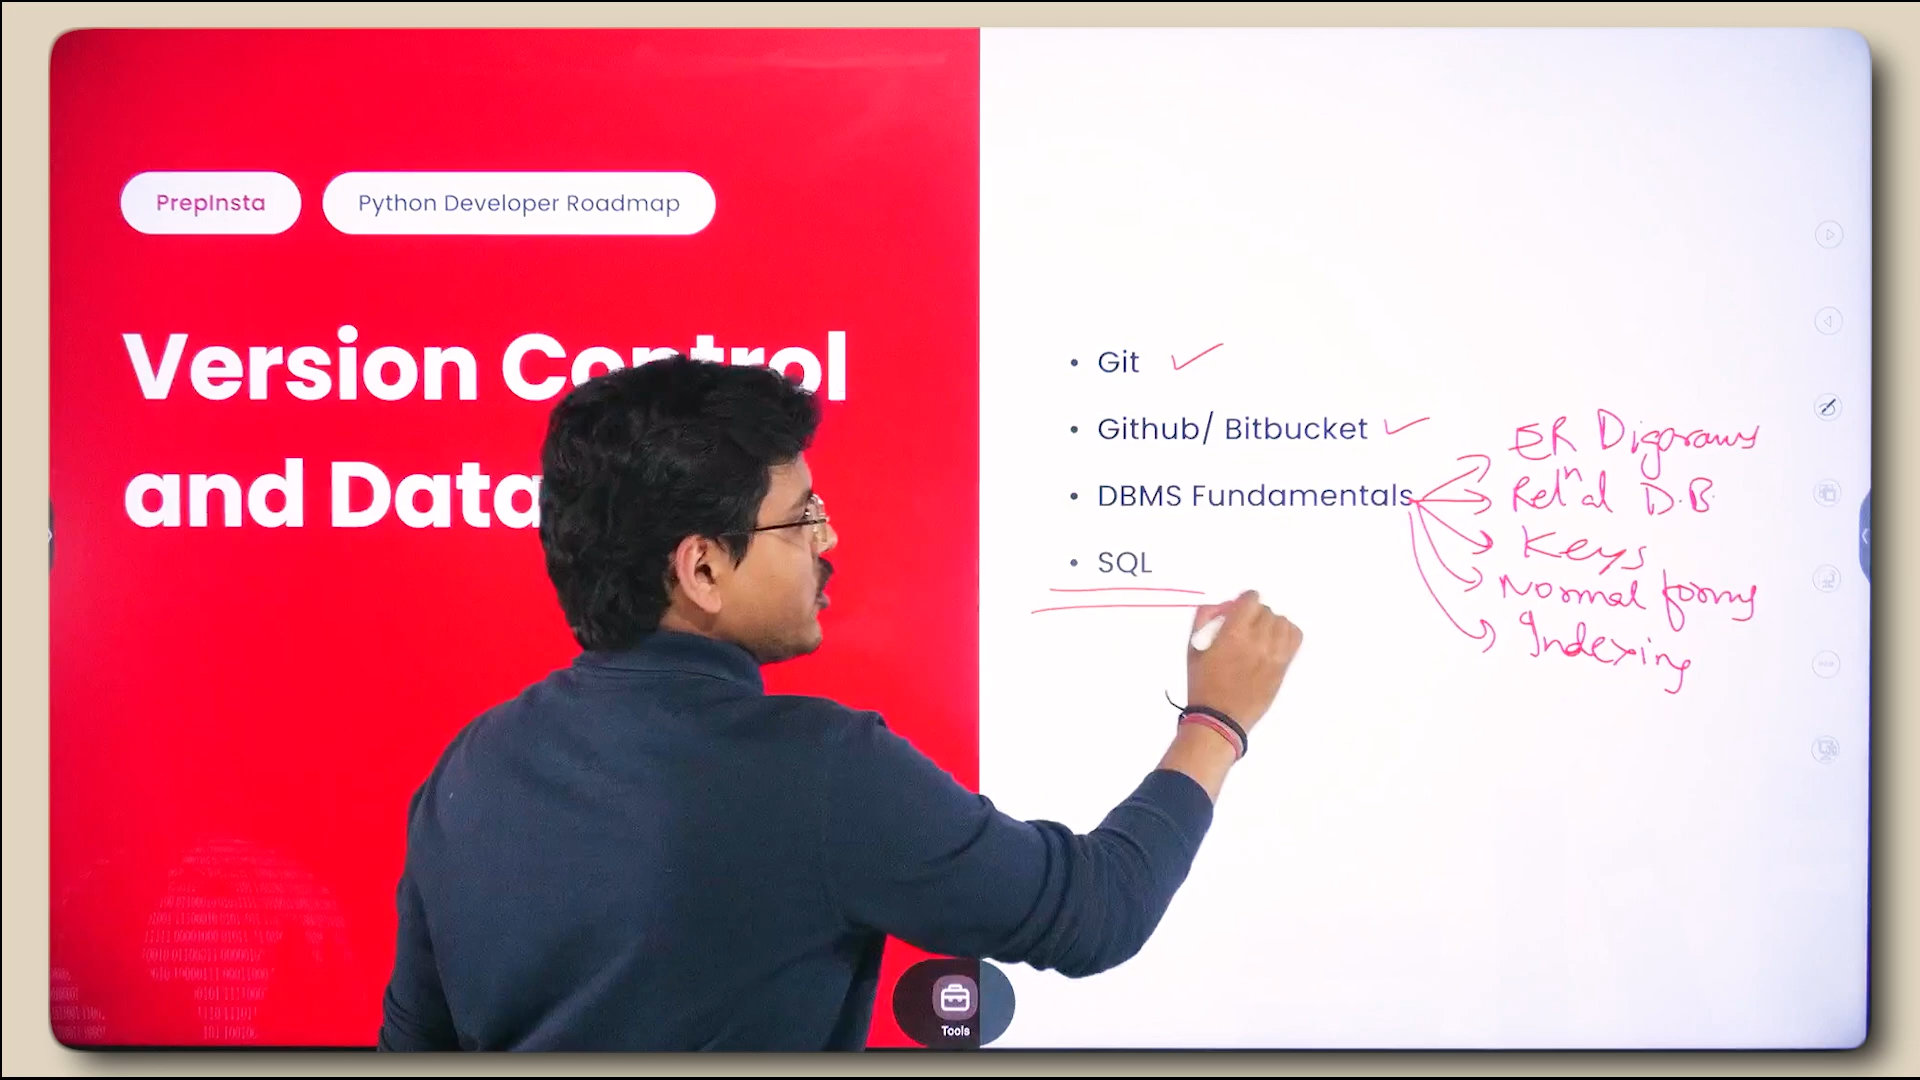 PrepInsta
Python Developer Roadmap
Version Control
and Data
• Git
• Github/ Bitbucket
• DBMS Fundamentals
• SQL
ER Digrams
Relnal D.B.
Keys
Normal forms
Indexing
Tools